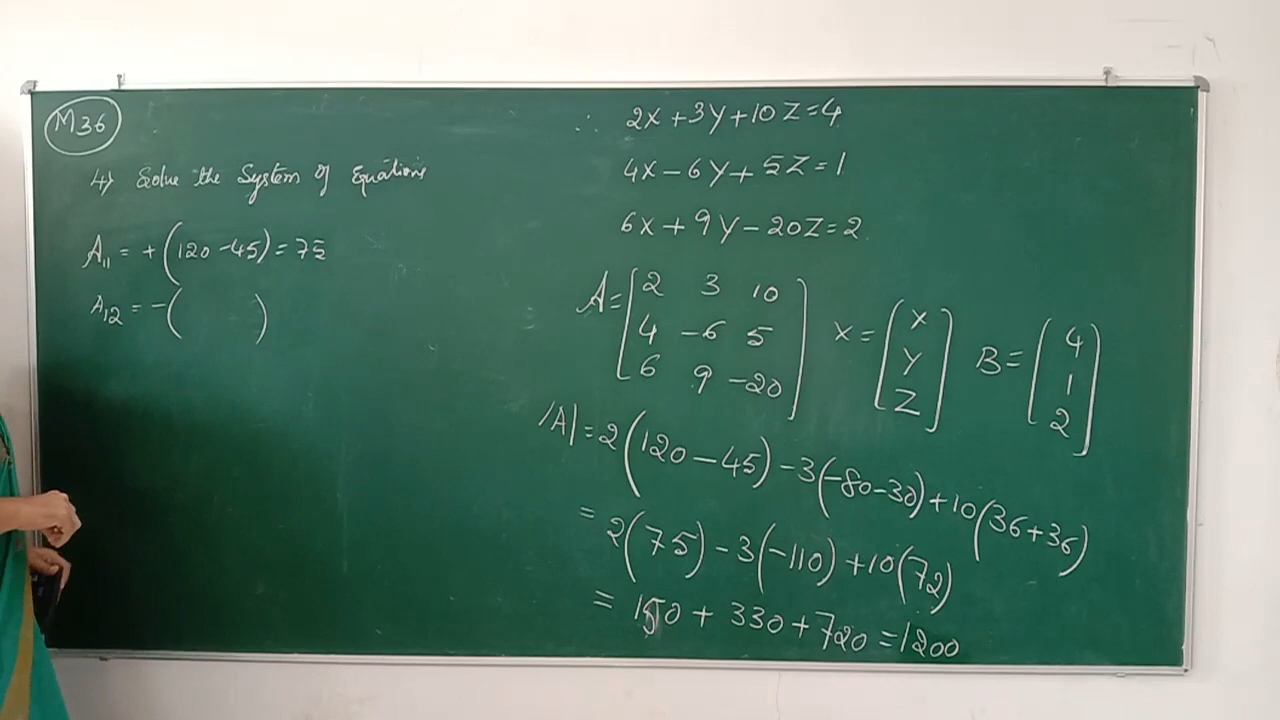 M36
4) Solve the System of Equations
A₁₁ = + (120 - 45) = 75
A₁₂ = - (      )
∴ 2X + 3Y + 10Z = 4
4X - 6Y + 5Z = 1
6X + 9Y - 20Z = 2
A = [2 3 10
4 -6 5
6 9 -20]
X = [X
Y
Z]
B = [4
1
2]
|A| = 2(120 - 45) - 3(-80 - 30) + 10(36 + 36)
= 2(75) - 3(-110) + 10(72)
= 150 + 330 + 720 = 1200